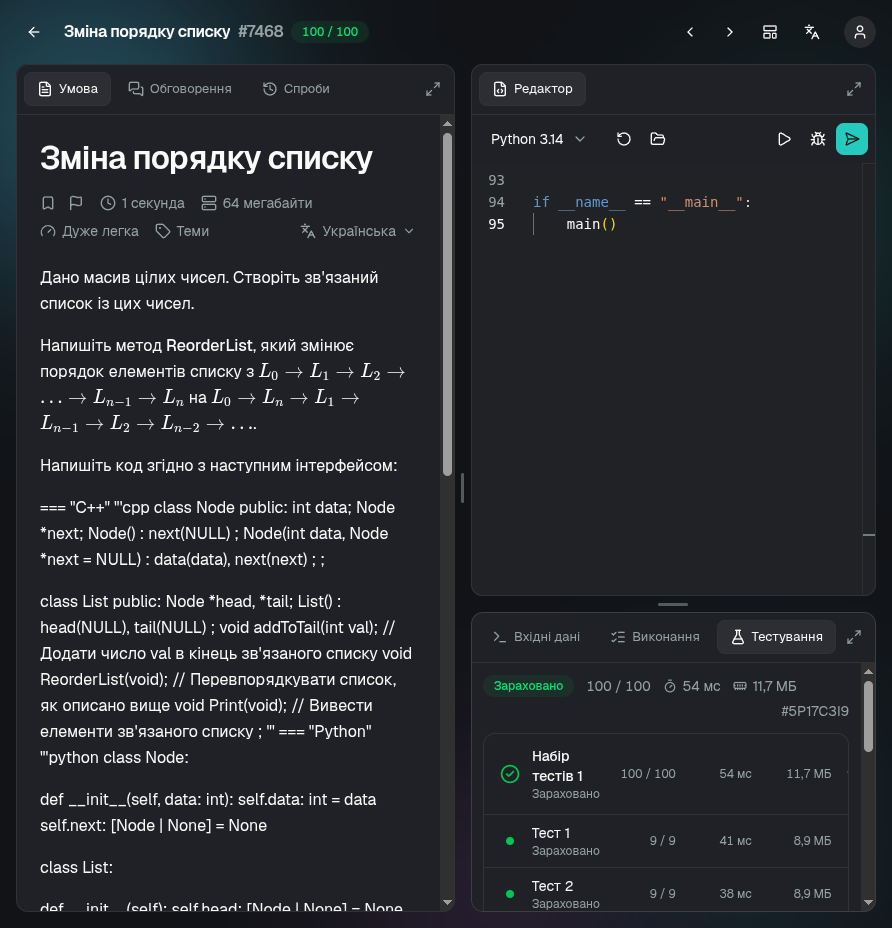 Зміна порядку списку #7468 100 / 100
Умова
Обговорення
Спроби
Зміна порядку списку
1 секунда
64 мегабайти
Дуже легка
Теми
Українська
Дано масив цілих чисел. Створіть зв'язаний
список із цих чисел.
Напишіть метод ReorderList, який змінює
порядок елементів списку з L₀ → L₁ → L₂ →
… → Lₙ₋₁ → Lₙ на L₀ → Lₙ → L₁ →
Lₙ₋₁ → L₂ → Lₙ₋₂ → ….
Напишіть код згідно з наступним інтерфейсом:
=== "C++" '''cpp class Node public: int data; Node
*next; Node() : next(NULL) ; Node(int data, Node
*next = NULL) : data(data), next(next) ; ;
class List public: Node *head, *tail; List() :
head(NULL), tail(NULL) ; void addToTail(int val); //
Додати число val в кінець зв'язаного списку void
ReorderList(void); // Перевпорядкувати список,
як описано вище void Print(void); // Вивести
елементи зв'язаного списку ; ''' === "Python"
'''python class Node:
def __init__(self, data: int): self.data: int = data
self.next: [Node | None] = None
class List:
def __init__(self): self.head: [Node | None] = None
Редактор
Python 3.14
93
94 if __name__ == "__main__":
95 main()
Вхідні дані
Виконання
Тестування
Зараховано 100 / 100 54 мс 11,7 МБ
#5P17C3I9
Набір
тестів 1 100 / 100 54 мс 11,7 МБ
Зараховано
Тест 1 9 / 9 41 мс 8,9 МБ
Зараховано
Тест 2 9 / 9 38 мс 8,9 МБ
Зараховано